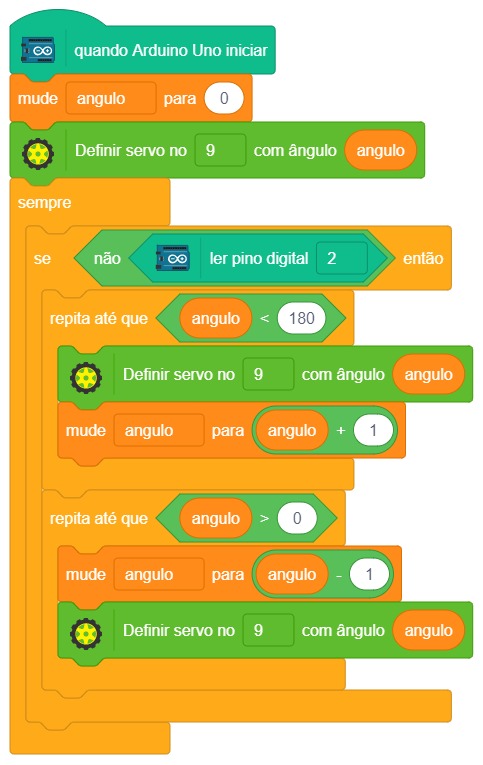 quando Arduino Uno iniciar
mude angulo para 0
Definir servo no 9 com ângulo angulo
sempre
se não ler pino digital 2 então
repita até que angulo < 180
Definir servo no 9 com ângulo angulo
mude angulo para angulo + 1
repita até que angulo > 0
mude angulo para angulo - 1
Definir servo no 9 com ângulo angulo